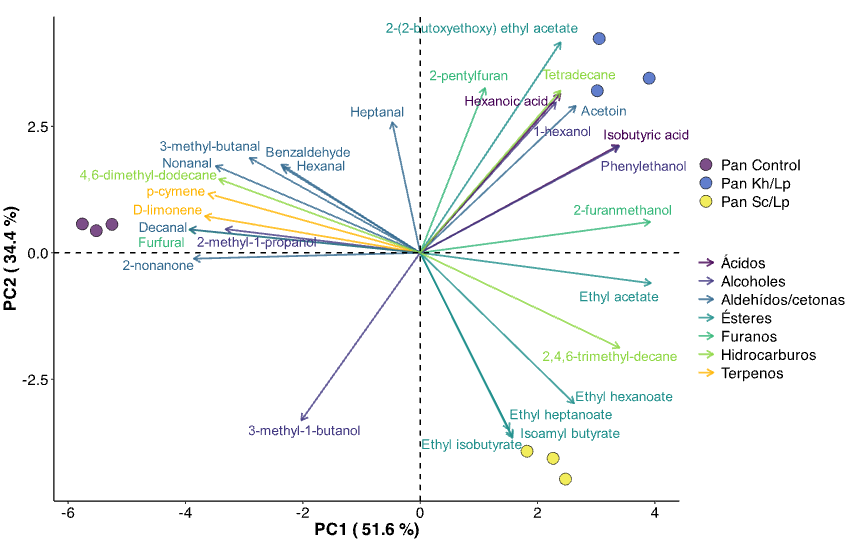 2-(2-butoxyethoxy) ethyl acetate
2-pentylfuran
Tetradecane
Hexanoic acid
Heptanal
Acetoin
1-hexanol
Isobutyric acid
3-methyl-butanal
Benzaldehyde
Nonanal
Hexanal
Phenylethanol
4,6-dimethyl-dodecane
p-cymene
D-limonene
2-furanmethanol
Decanal
Furfural
2-methyl-1-propanol
2-nonanone
Ethyl acetate
2,4,6-trimethyl-decane
Ethyl hexanoate
Ethyl heptanoate
3-methyl-1-butanol
Isoamyl butyrate
Ethyl isobutyrate
Pan Control
Pan Kh/Lp
Pan Sc/Lp
Ácidos
Alcoholes
Aldehídos/cetonas
Ésteres
Furanos
Hidrocarburos
Terpenos
PC2 ( 34.4 %)
2.5
0.0
-2.5
-6
-4
-2
0
2
4
PC1 ( 51.6 %)